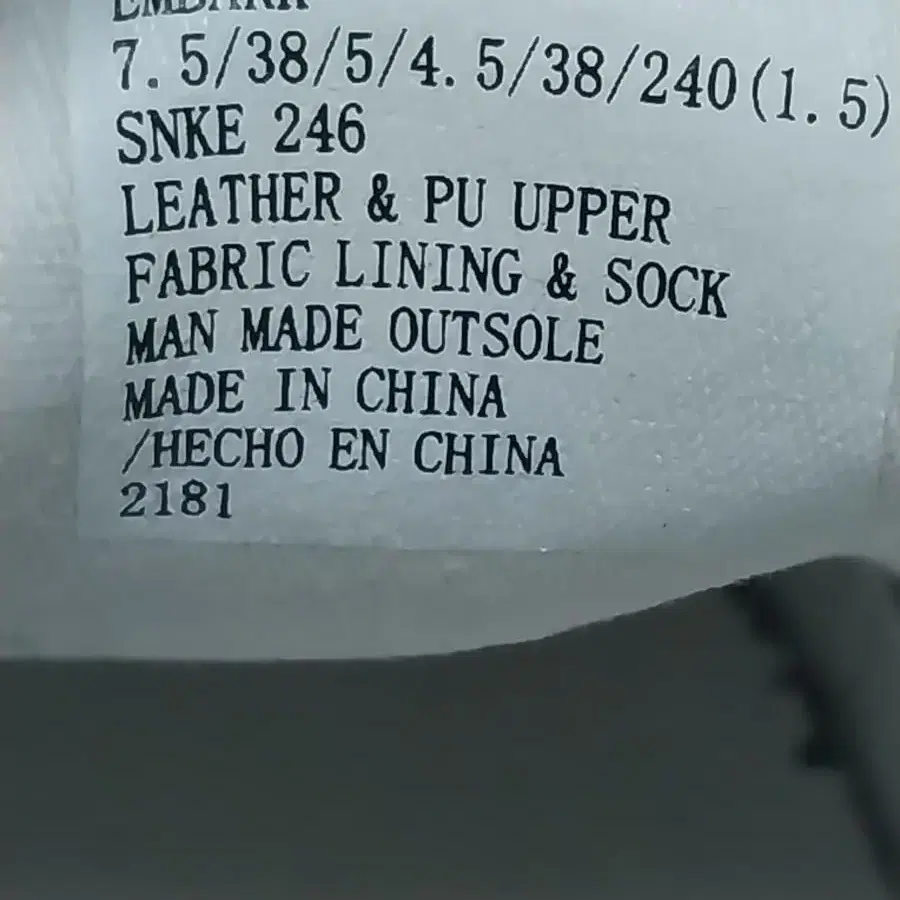 EMBARK
7.5/38/5/4.5/38/240(1.5)
SNKE 246
LEATHER & PU UPPER
FABRIC LINING & SOCK
MAN MADE OUTSOLE
MADE IN CHINA
/HECHO EN CHINA
2181